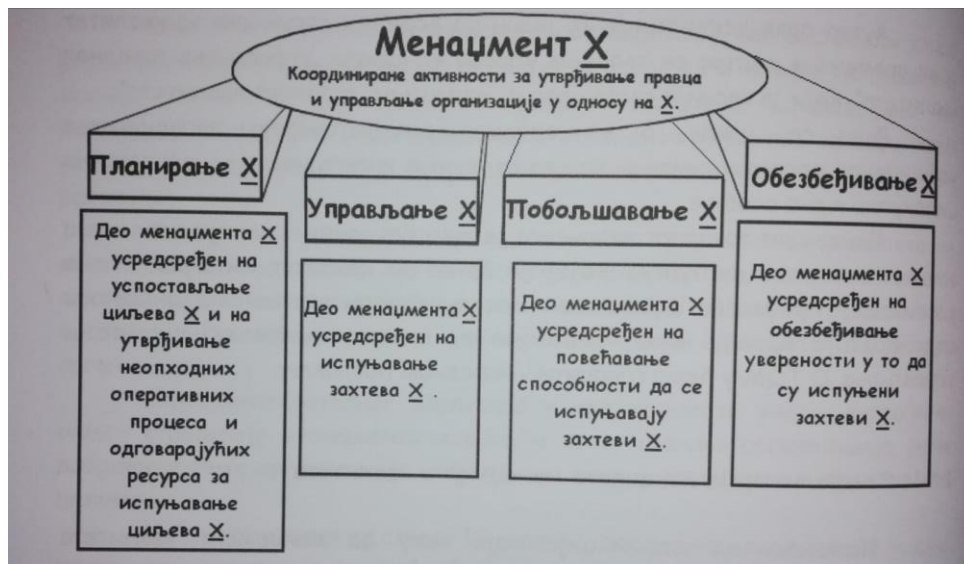 Менаџмент X
Координиране активности за утврђивање правца
и управљање организације у односу на X.
Планирање X
Део менаџмента X
усредсређен на
успостављање
циљева X и на
утврђивање
неопходних
оперативних
процеса и
одговарајућих
ресурса за
испуњавање
циљева X.
Управљање X
Део менаџмента X
усредсређен на
испуњавање
захтева X .
Побољшавање X
Део менаџмента X
усредсређен на
повећавање
способности да се
испуњавају
захтеви X.
Обезбеђивање X
Део менаџмента X
усредсређен на
обезбеђивање
уверености у то да
су испуњени
захтеви X.